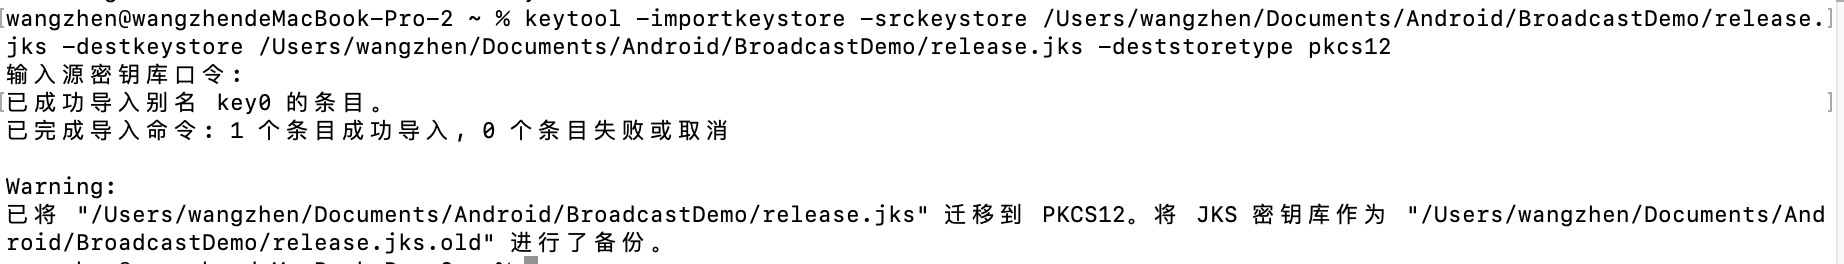 wangzhen@wangzhendeMacBook-Pro-2 ~ % keytool -importkeystore -srckeystore /Users/wangzhen/Documents/Android/BroadcastDemo/release.
jks -destkeystore /Users/wangzhen/Documents/Android/BroadcastDemo/release.jks -deststoretype pkcs12
输入源密钥库口令:
已成功导入别名 key0 的条目。
已完成导入命令: 1 个条目成功导入, 0 个条目失败或取消
Warning:
已将 "/Users/wangzhen/Documents/Android/BroadcastDemo/release.jks" 迁移到 PKCS12。将 JKS 密钥库作为 "/Users/wangzhen/Documents/And
roid/BroadcastDemo/release.jks.old" 进行了备份。